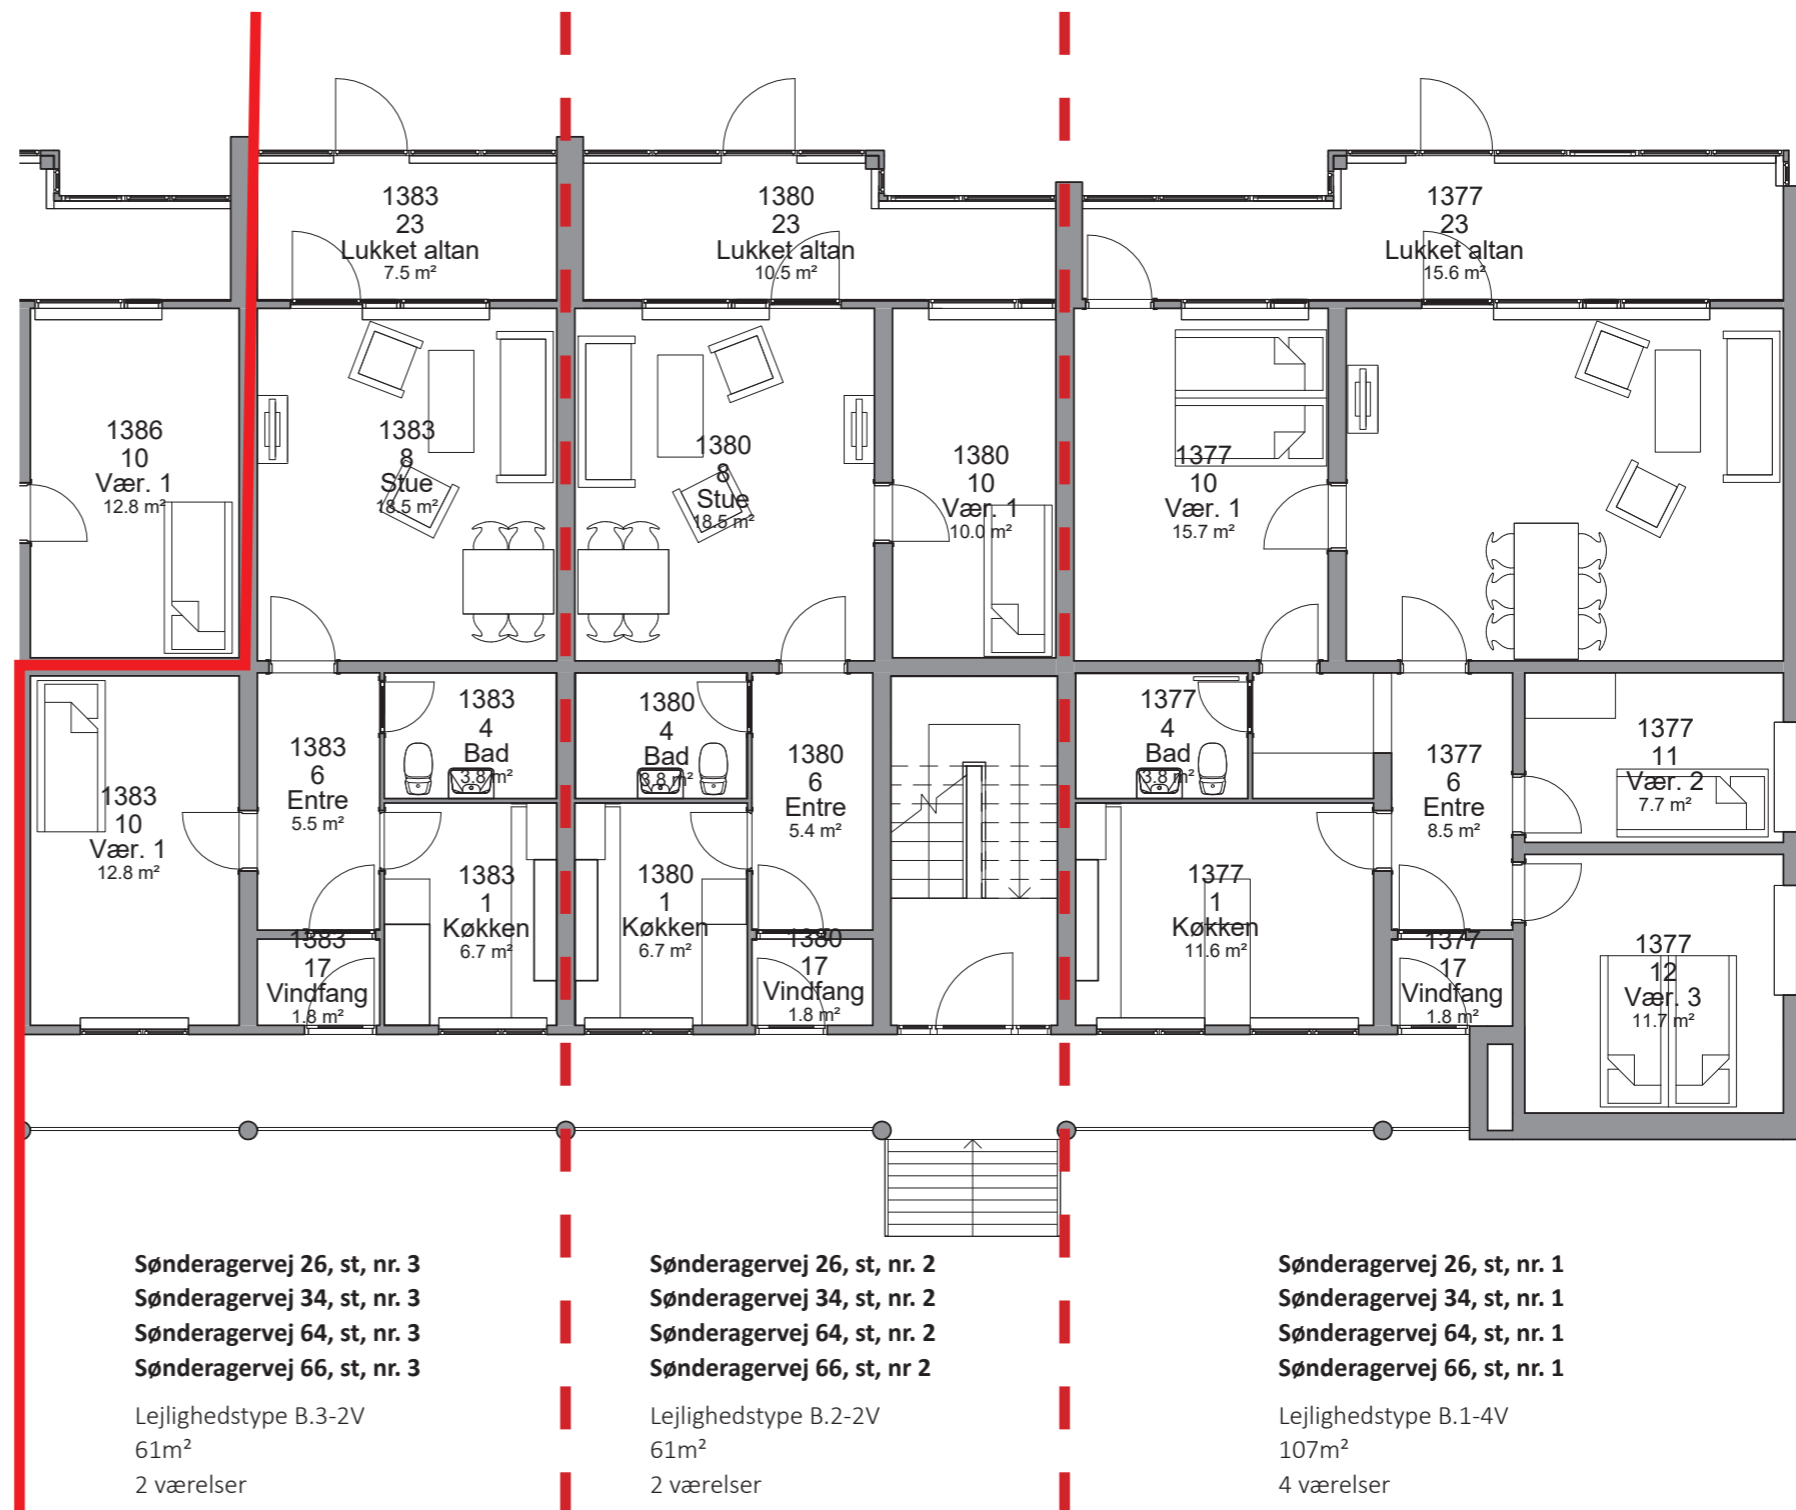 1383
23
Lukket altan
7.5 m²
1380
23
Lukket altan
10.5 m²
1377
23
Lukket altan
15.6 m²
1386
10
Vær. 1
12.8 m²
1383
8
Stue
18.5 m²
1380
8
Stue
18.5 m²
1380
10
Vær. 1
10.0 m²
1377
10
Vær. 1
15.7 m²
1383
10
Vær. 1
12.8 m²
1383
6
Entre
5.5 m²
1383
4
Bad
3.8 m²
1380
4
Bad
3.8 m²
1380
6
Entre
5.4 m²
1377
4
Bad
3.8 m²
1377
6
Entre
8.5 m²
1377
11
Vær. 2
7.7 m²
1383
17
Vindfang
1.8 m²
1383
1
Køkken
6.7 m²
1380
1
Køkken
6.7 m²
1380
17
Vindfang
1.8 m²
1377
1
Køkken
11.6 m²
1377
17
Vindfang
1.8 m²
1377
12
Vær. 3
11.7 m²
Sønderagervej 26, st, nr. 3
Sønderagervej 34, st, nr. 3
Sønderagervej 64, st, nr. 3
Sønderagervej 66, st, nr. 3
Lejlighedstype B.3-2V
61m²
2 værelser
Sønderagervej 26, st, nr. 2
Sønderagervej 34, st, nr. 2
Sønderagervej 64, st, nr. 2
Sønderagervej 66, st, nr 2
Lejlighedstype B.2-2V
61m²
2 værelser
Sønderagervej 26, st, nr. 1
Sønderagervej 34, st, nr. 1
Sønderagervej 64, st, nr. 1
Sønderagervej 66, st, nr. 1
Lejlighedstype B.1-4V
107m²
4 værelser